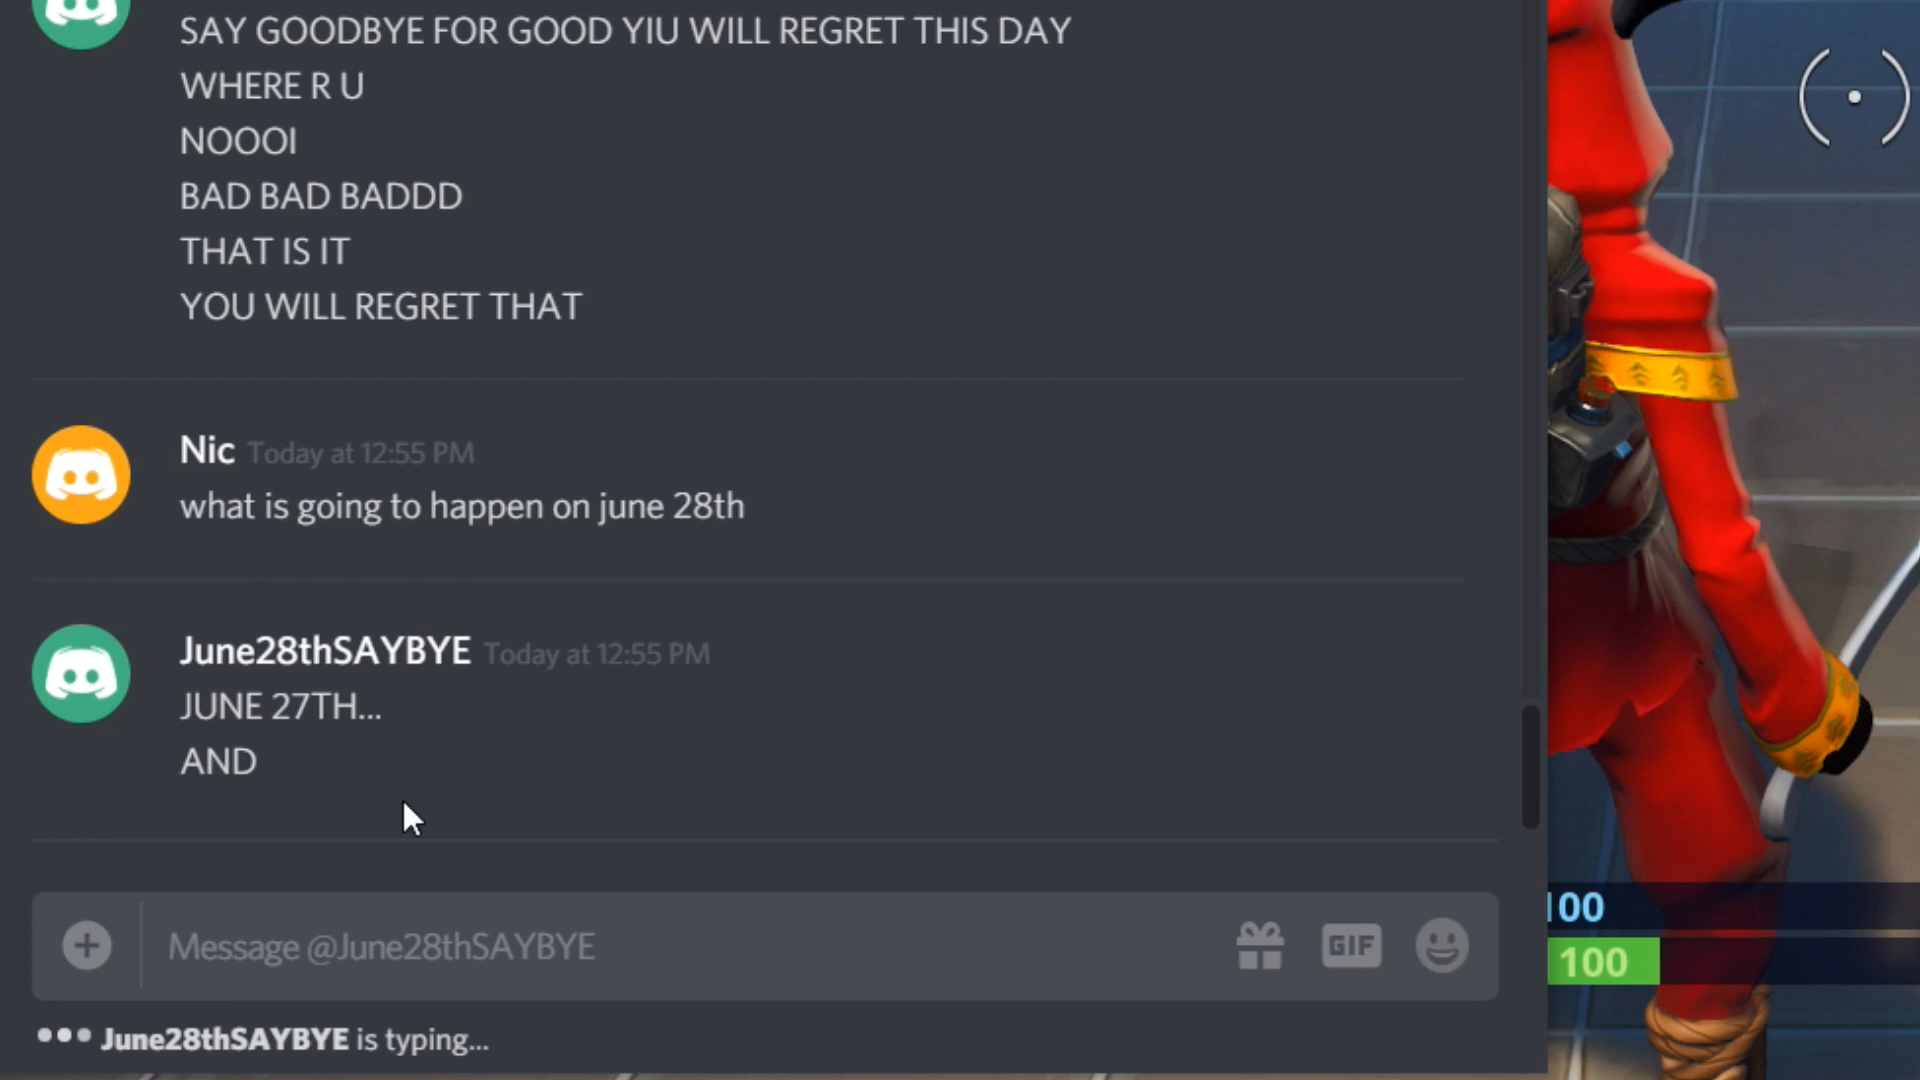 SAY GOODBYE FOR GOOD YIU WILL REGRET THIS DAY
WHERE R U
NOOOI
BAD BAD BADDD
THAT IS IT
YOU WILL REGRET THAT
Nic Today at 12:55 PM
what is going to happen on june 28th
June28thSAYBYE Today at 12:55 PM
JUNE 27TH...
AND
Message @June28thSAYBYE
GIF
June28thSAYBYE is typing...
100
100